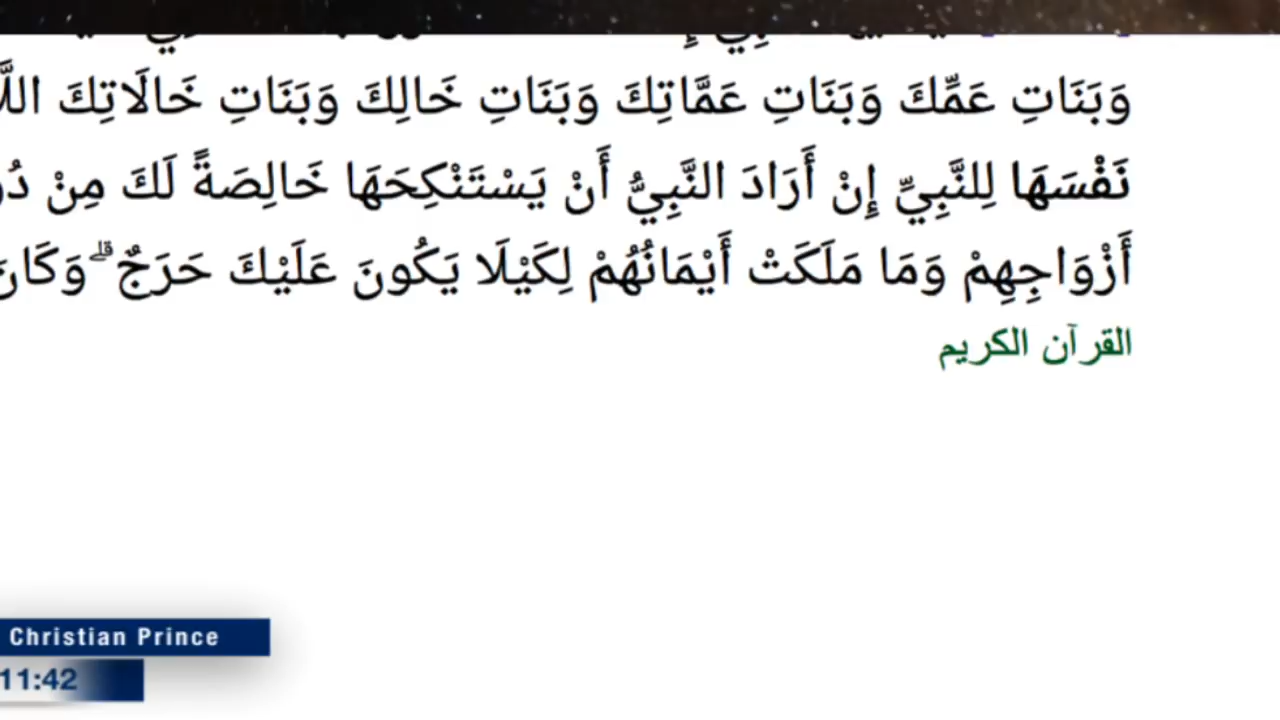 وَبَنَاتِ عَمِّكَ وَبَنَاتِ عَمَّاتِكَ وَبَنَاتِ خَالِكَ وَبَنَاتِ خَالَاتِكَ
نَفْسَهَا لِلنَّبِيِّ إِنْ أَرَادَ النَّبِيُّ أَنْ يَسْتَنْكِحَهَا خَالِصَةً لَكَ مِنْ
أَزْوَاجِهِمْ وَمَا مَلَكَتْ أَيْمَانُهُمْ لِكَيْلَا يَكُونَ عَلَيْكَ حَرَجٌ ۗ وَكَانَ
القرآن الكريم
Christian Prince
11:42